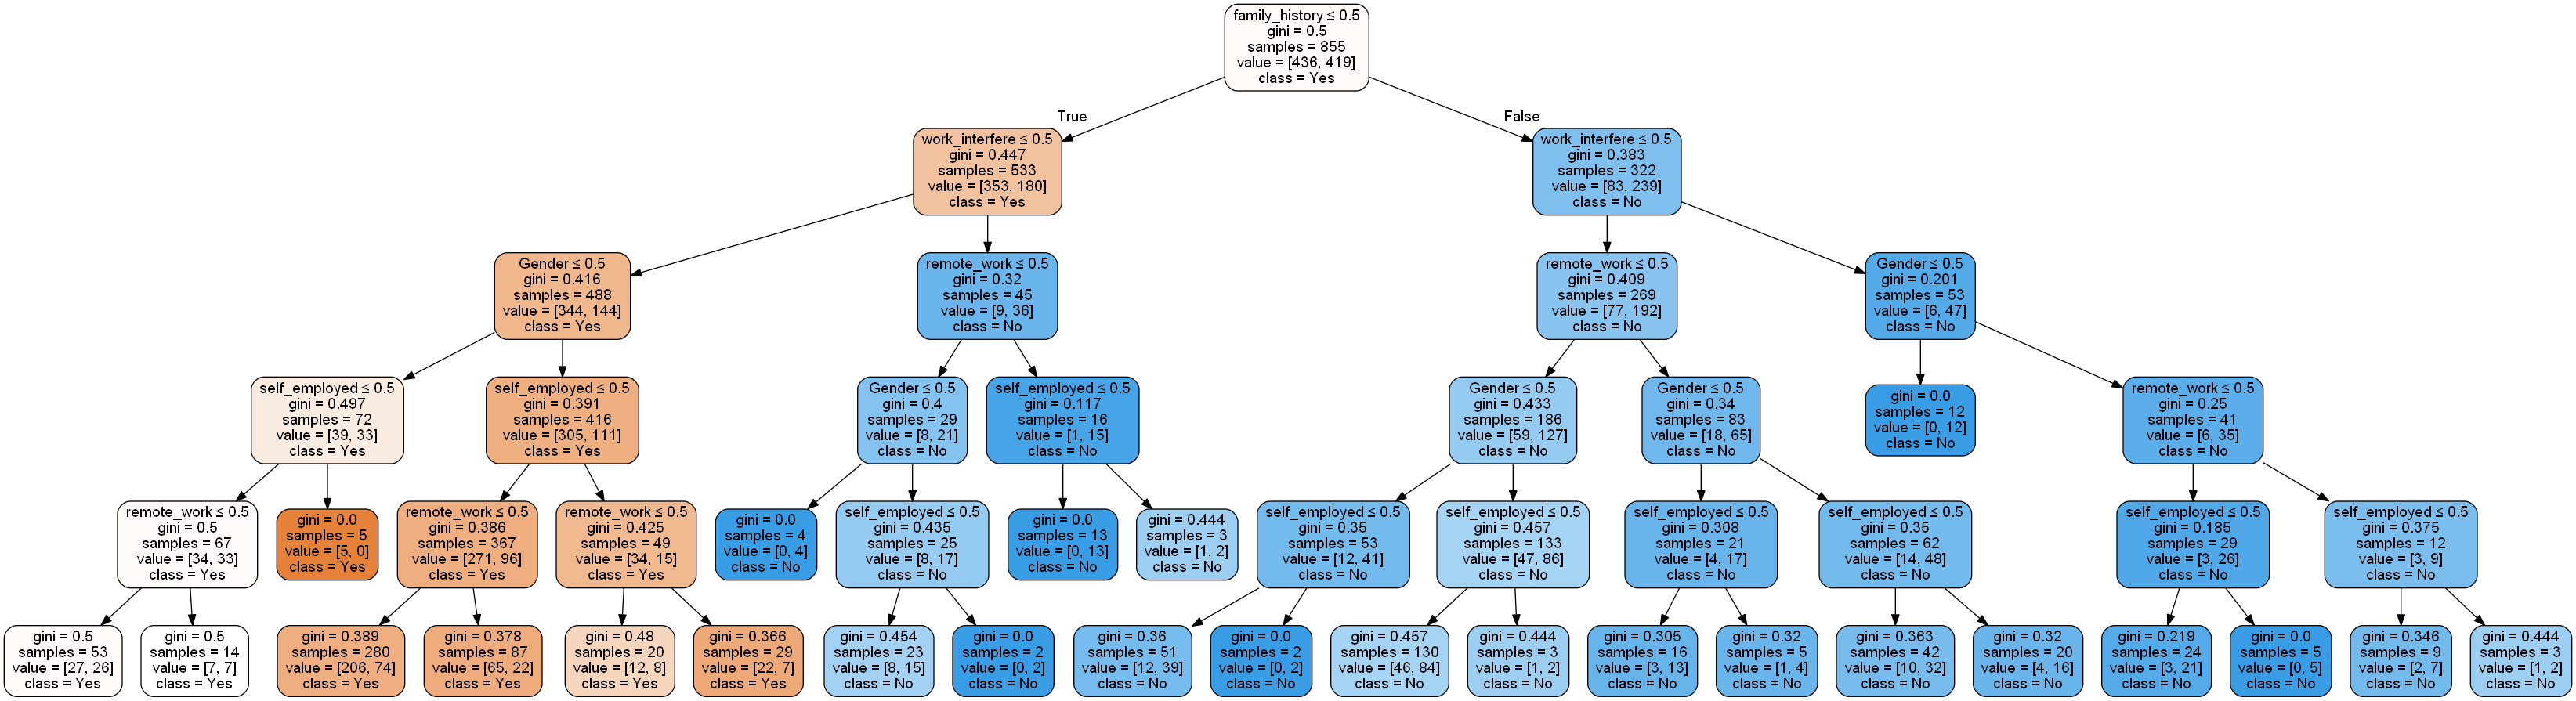 family_history ≤ 0.5
gini = 0.5
samples = 855
value = [436, 419]
class = Yes
True
False
work_interfere ≤ 0.5
gini = 0.447
samples = 533
value = [353, 180]
class = Yes
work_interfere ≤ 0.5
gini = 0.383
samples = 322
value = [83, 239]
class = No
Gender ≤ 0.5
gini = 0.416
samples = 488
value = [344, 144]
class = Yes
remote_work ≤ 0.5
gini = 0.32
samples = 45
value = [9, 36]
class = No
remote_work ≤ 0.5
gini = 0.409
samples = 269
value = [77, 192]
class = No
Gender ≤ 0.5
gini = 0.201
samples = 53
value = [6, 47]
class = No
self_employed ≤ 0.5
gini = 0.497
samples = 72
value = [39, 33]
class = Yes
self_employed ≤ 0.5
gini = 0.391
samples = 416
value = [305, 111]
class = Yes
Gender ≤ 0.5
gini = 0.4
samples = 29
value = [8, 21]
class = No
self_employed ≤ 0.5
gini = 0.117
samples = 16
value = [1, 15]
class = No
Gender ≤ 0.5
gini = 0.433
samples = 186
value = [59, 127]
class = No
Gender ≤ 0.5
gini = 0.34
samples = 83
value = [18, 65]
class = No
gini = 0.0
samples = 12
value = [0, 12]
class = No
remote_work ≤ 0.5
gini = 0.25
samples = 41
value = [6, 35]
class = No
remote_work ≤ 0.5
gini = 0.5
samples = 67
value = [34, 33]
class = Yes
gini = 0.0
samples = 5
value = [5, 0]
class = Yes
remote_work ≤ 0.5
gini = 0.386
samples = 367
value = [271, 96]
class = Yes
remote_work ≤ 0.5
gini = 0.425
samples = 49
value = [34, 15]
class = Yes
gini = 0.0
samples = 4
value = [0, 4]
class = No
self_employed ≤ 0.5
gini = 0.435
samples = 25
value = [8, 17]
class = No
gini = 0.0
samples = 13
value = [0, 13]
class = No
gini = 0.444
samples = 3
value = [1, 2]
class = No
self_employed ≤ 0.5
gini = 0.35
samples = 53
value = [12, 41]
class = No
self_employed ≤ 0.5
gini = 0.457
samples = 133
value = [47, 86]
class = No
self_employed ≤ 0.5
gini = 0.308
samples = 21
value = [4, 17]
class = No
self_employed ≤ 0.5
gini = 0.35
samples = 62
value = [14, 48]
class = No
self_employed ≤ 0.5
gini = 0.185
samples = 29
value = [3, 26]
class = No
self_employed ≤ 0.5
gini = 0.375
samples = 12
value = [3, 9]
class = No
gini = 0.5
samples = 53
value = [27, 26]
class = Yes
gini = 0.5
samples = 14
value = [7, 7]
class = Yes
gini = 0.389
samples = 280
value = [206, 74]
class = Yes
gini = 0.378
samples = 87
value = [65, 22]
class = Yes
gini = 0.48
samples = 20
value = [12, 8]
class = Yes
gini = 0.366
samples = 29
value = [22, 7]
class = Yes
gini = 0.454
samples = 23
value = [8, 15]
class = No
gini = 0.0
samples = 2
value = [0, 2]
class = No
gini = 0.36
samples = 51
value = [12, 39]
class = No
gini = 0.0
samples = 2
value = [0, 2]
class = No
gini = 0.457
samples = 130
value = [46, 84]
class = No
gini = 0.444
samples = 3
value = [1, 2]
class = No
gini = 0.305
samples = 16
value = [3, 13]
class = No
gini = 0.32
samples = 5
value = [1, 4]
class = No
gini = 0.363
samples = 42
value = [10, 32]
class = No
gini = 0.32
samples = 20
value = [4, 16]
class = No
gini = 0.219
samples = 24
value = [3, 21]
class = No
gini = 0.0
samples = 5
value = [0, 5]
class = No
gini = 0.346
samples = 9
value = [2, 7]
class = No
gini = 0.444
samples = 3
value = [1, 2]
class = No